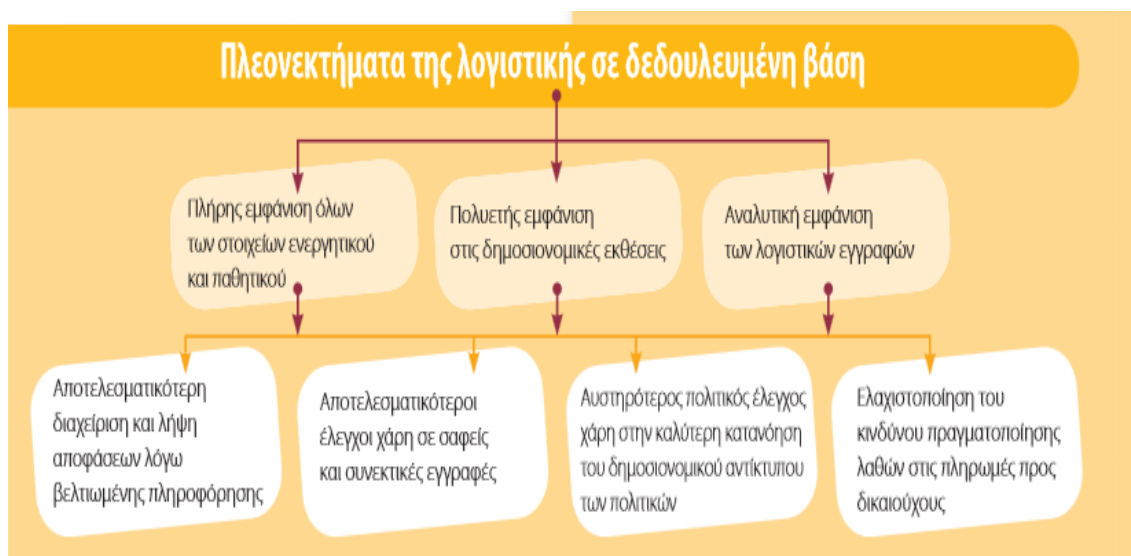 Πλεονεκτήματα της λογιστικής σε δεδουλευμένη βάση
Πλήρης εμφάνιση όλων
των στοιχείων ενεργητικού
και παθητικού
Πολυετής εμφάνιση
στις δημοσιονομικές εκθέσεις
Αναλυτική εμφάνιση
των λογιστικών εγγραφών
Αποτελεσματικότερη
διαχείριση και λήψη
αποφάσεων λόγω
βελτιωμένης πληροφόρησης
Αποτελεσματικότεροι
έλεγχοι χάρη σε σαφείς
και συνεκτικές εγγραφές
Αυστηρότερος πολιτικός έλεγχος
χάρη στην καλύτερη κατανόηση
του δημοσιονομικού αντίκτυπου
των πολιτικών
Ελαχιστοποίηση του
κινδύνου πραγματοποίησης
λαθών στις πληρωμές προς
δικαιούχους